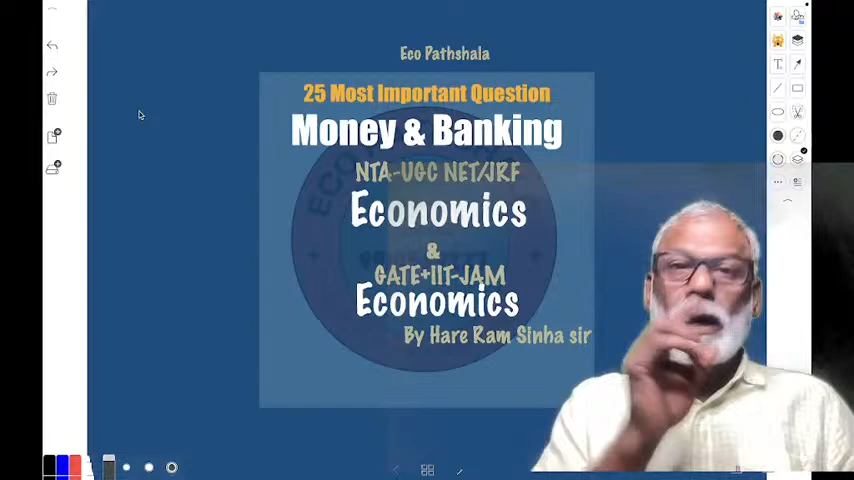 Eco Pathshala
25 Most Important Question
Money & Banking
NTA-UGC NET/JRF
Economics
&
GATE+IIT-JAM
Economics
By Hare Ram Sinha sir